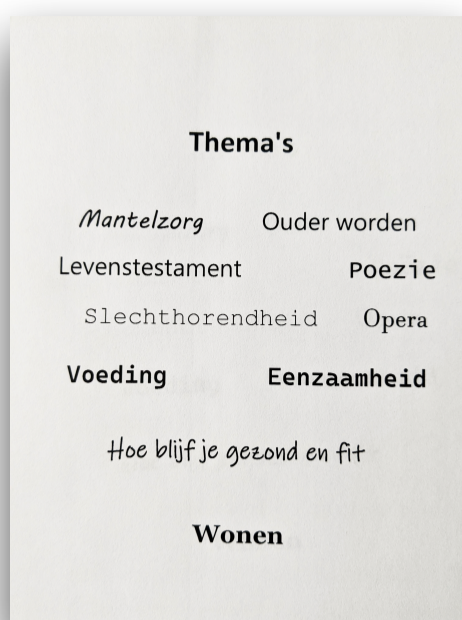 Thema's
Mantelzorg Ouder worden
Levenstestament Poezie
Slechthorendheid Opera
Voeding Eenzaamheid
Hoe blijf je gezond en fit
Wonen